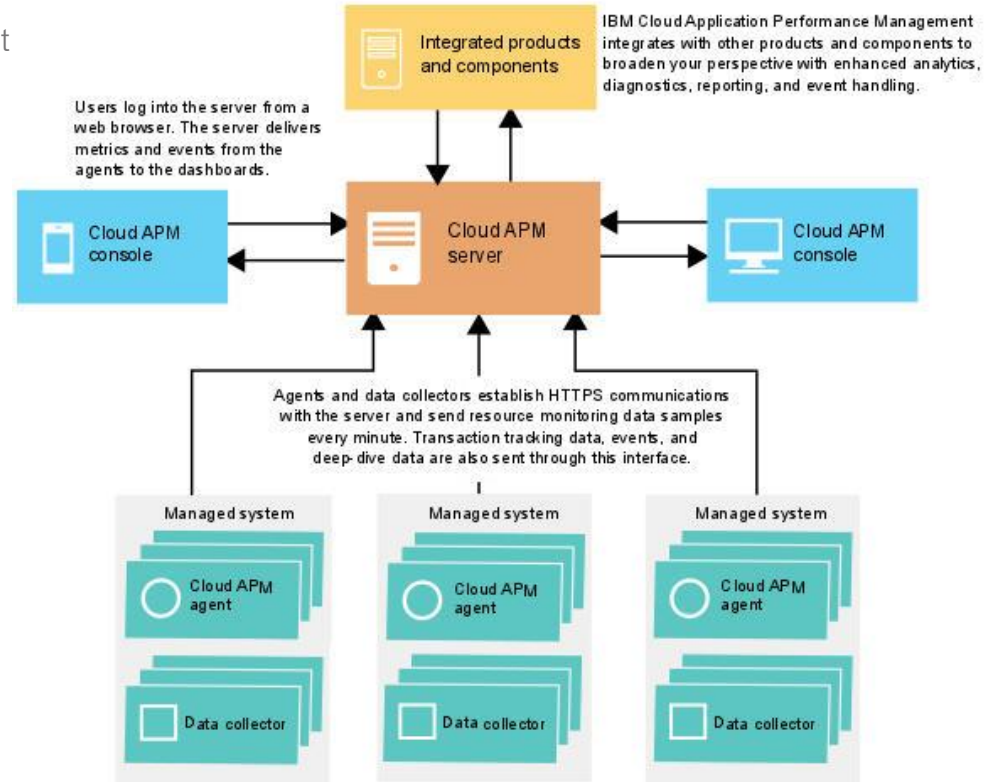 t
Integrated products
and components
IBM Cloud Application Performance Management
integrates with other products and components to
broaden your perspective with enhanced analytics,
diagnostics, reporting, and event handling.
Users log into the server from a
web browser. The server delivers
metrics and events from the
agents to the dashboards.
Cloud APM
console
Cloud APM
server
Cloud APM
console
Agents and data collectors establish HTTPS communications
with the server and send resource monitoring data samples
every minute. Transaction tracking data, events, and
deep-dive data are also sent through this interface.
Managed system
Cloud APM
agent
Data collector
Managed system
Cloud APM
agent
Data collector
Managed system
Cloud APM
agent
Data collector